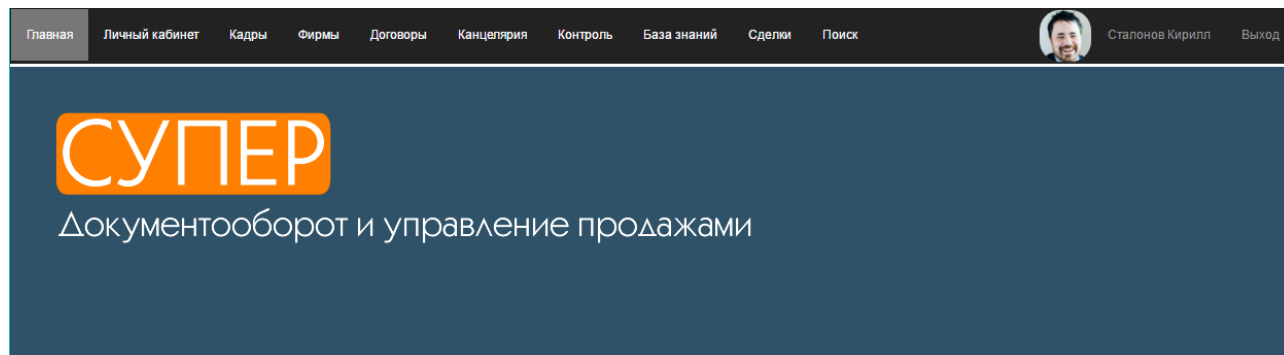 Главная Личный кабинет Кадры Фирмы Договоры Канцелярия Контроль База знаний Сделки Поиск Сталонов Кирилл Выход
СУПЕР
Документооборот и управление продажами